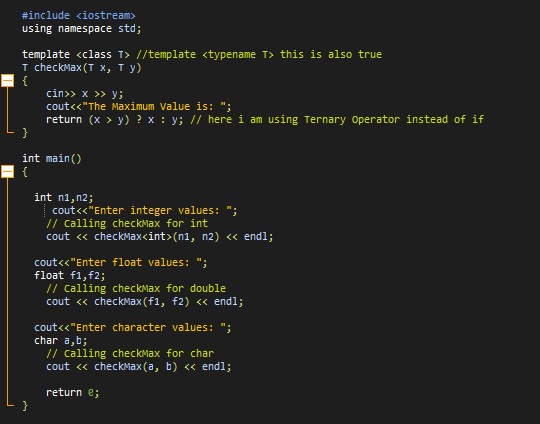 #include <iostream>
using namespace std;
template <class T> //template <typename T> this is also true
T checkMax(T x, T y)
{
cin>> x >> y;
cout<<"The Maximum Value is: ";
return (x > y) ? x : y; // here i am using Ternary Operator instead of if
}
int main()
{
int n1,n2;
cout<<"Enter integer values: ";
// Calling checkMax for int
cout << checkMax<int>(n1, n2) << endl;
cout<<"Enter float values: ";
float f1,f2;
// Calling checkMax for double
cout << checkMax(f1, f2) << endl;
cout<<"Enter character values: ";
char a,b;
// Calling checkMax for char
cout << checkMax(a, b) << endl;
return 0;
}